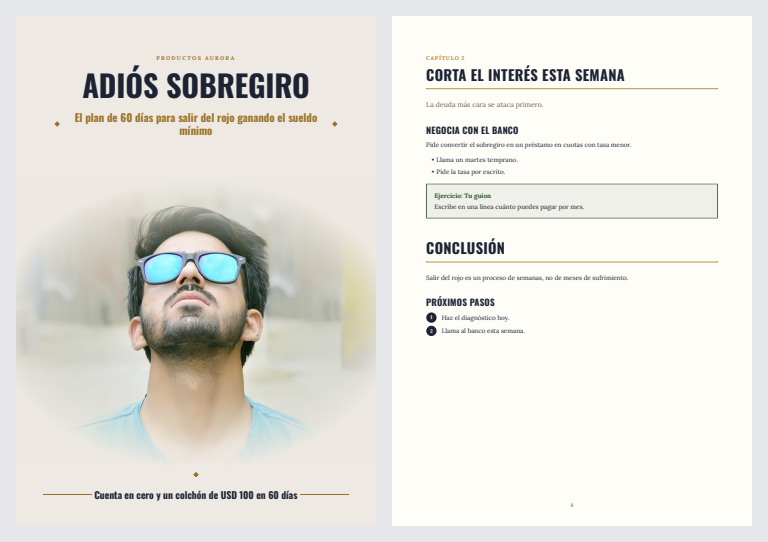 PRODUCTOS AURORA
ADIÓS SOBREGIRO
El plan de 60 días para salir del rojo ganando el sueldo
mínimo
Cuenta en cero y un colchón de USD 100 en 60 días
CAPÍTULO 2
CORTA EL INTERÉS ESTA SEMANA
La deuda más cara se ataca primero.
NEGOCIA CON EL BANCO
Pide convertir el sobregiro en un préstamo en cuotas con tasa menor.
• Llama un martes temprano.
• Pide la tasa por escrito.
Ejercicio: Tu guion
Escribe en una línea cuánto puedes pagar por mes.
CONCLUSIÓN
Salir del rojo es un proceso de semanas, no de meses de sufrimiento.
PRÓXIMOS PASOS
1 Haz el diagnóstico hoy.
2 Llama al banco esta semana.
4